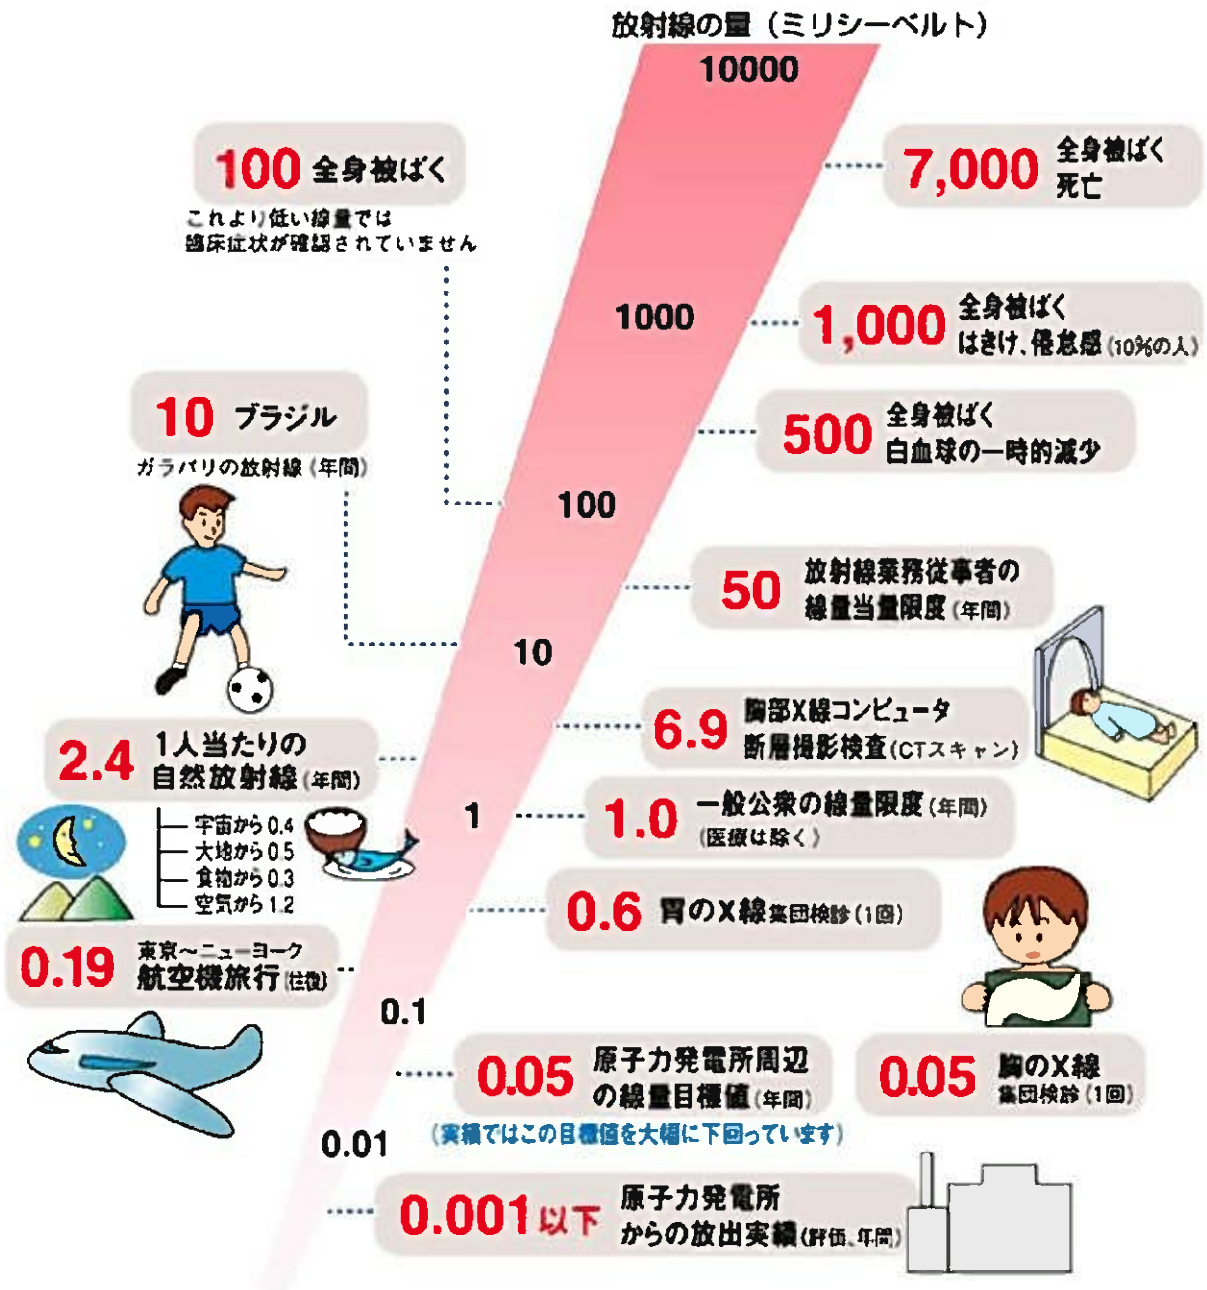 放射線の量（ミリシーベルト）
10000
100 全身被ばく
これより低い線量では
臨床症状が確認されていません
7,000 全身被ばく
死亡
1000
1,000 全身被ばく
はきけ、倦怠感(10%の人)
10 ブラジル
ガラパリの放射線(年間)
500 全身被ばく
白血球の一時的減少
100
50 放射線業務従事者の
線量当量限度(年間)
10
6.9 胸部X線コンピュータ
断層撮影検査(CTスキャン)
2.4 1人当たりの
自然放射線(年間)
宇宙から 0.4
大地から 0.5
食物から 0.3
空気から 1.2
1
1.0 一般公衆の線量限度(年間)
(医療は除く)
0.6 胃のX線集団検診(1回)
0.19 東京～ニューヨーク
航空機旅行(往復)
0.1
0.05 原子力発電所周辺
の線量目標値(年間)
(実績ではこの目標値を大幅に下回っています)
0.05 胸のX線
集団検診(1回)
0.01
0.001以下 原子力発電所
からの放出実績(評価、年間)